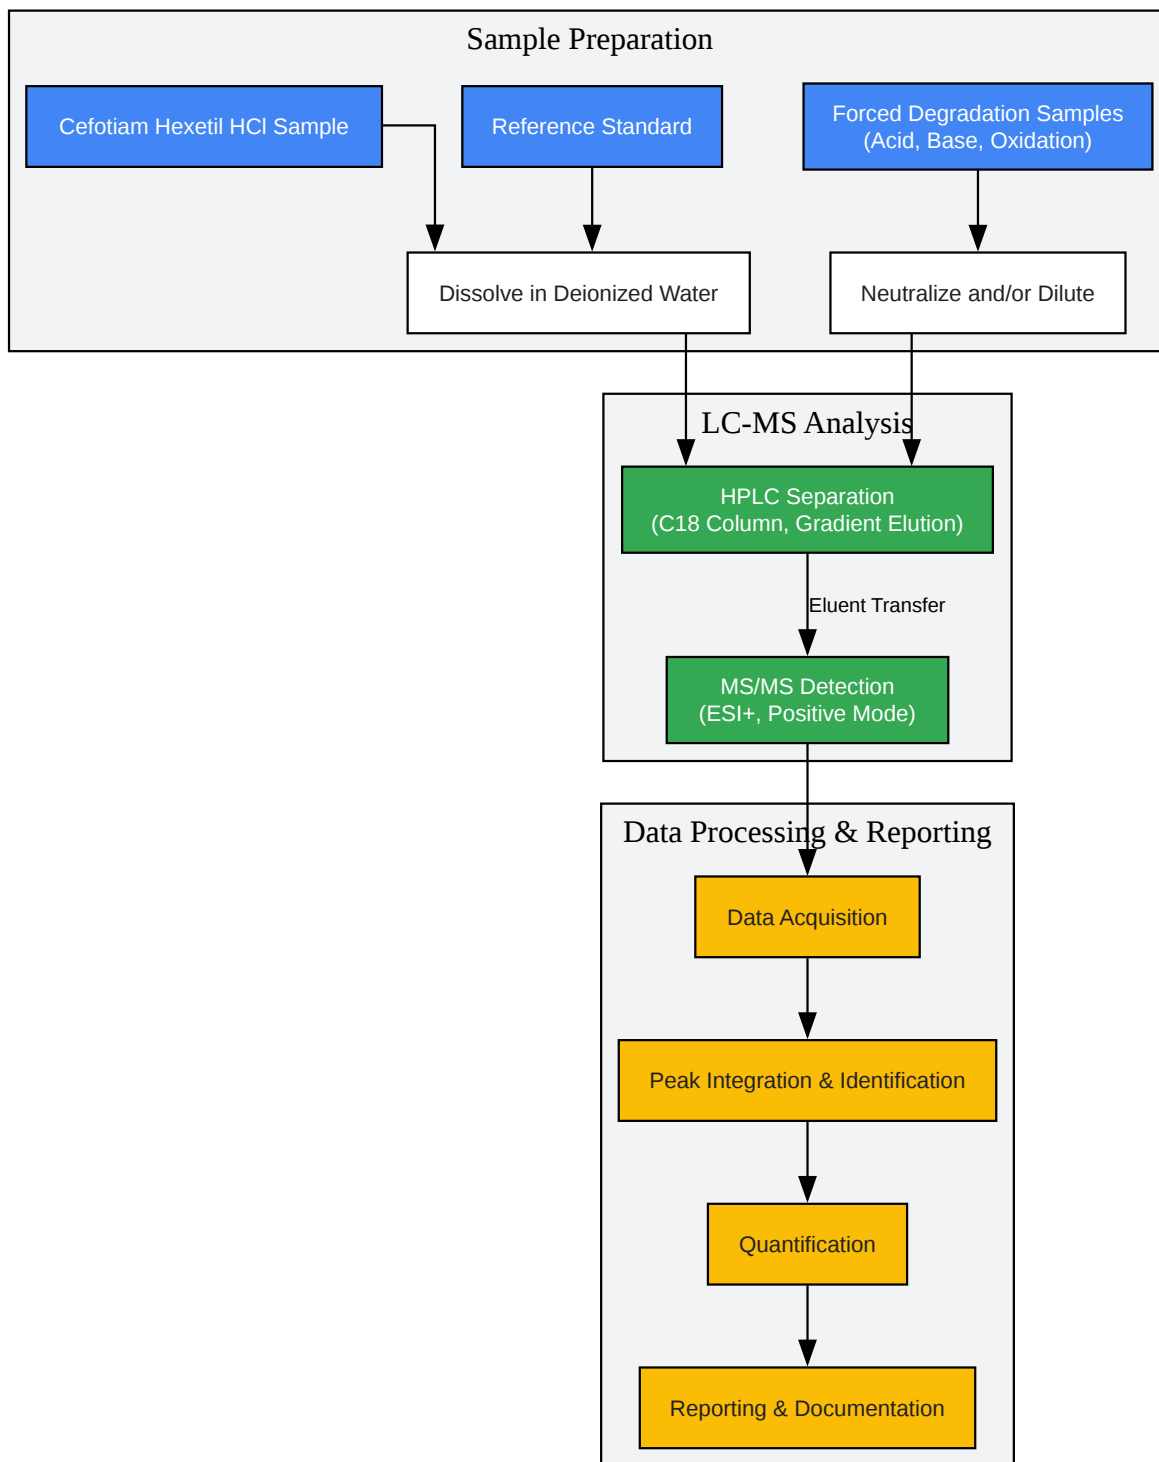 Sample Preparation
Cefotiam Hexetil HCl Sample
Reference Standard
Forced Degradation Samples
(Acid, Base, Oxidation)
Dissolve in Deionized Water
Neutralize and/or Dilute
LC-MS Analysis
HPLC Separation
(C18 Column, Gradient Elution)
Eluent Transfer
MS/MS Detection
(ESI+, Positive Mode)
Data Processing & Reporting
Data Acquisition
Peak Integration & Identification
Quantification
Reporting & Documentation